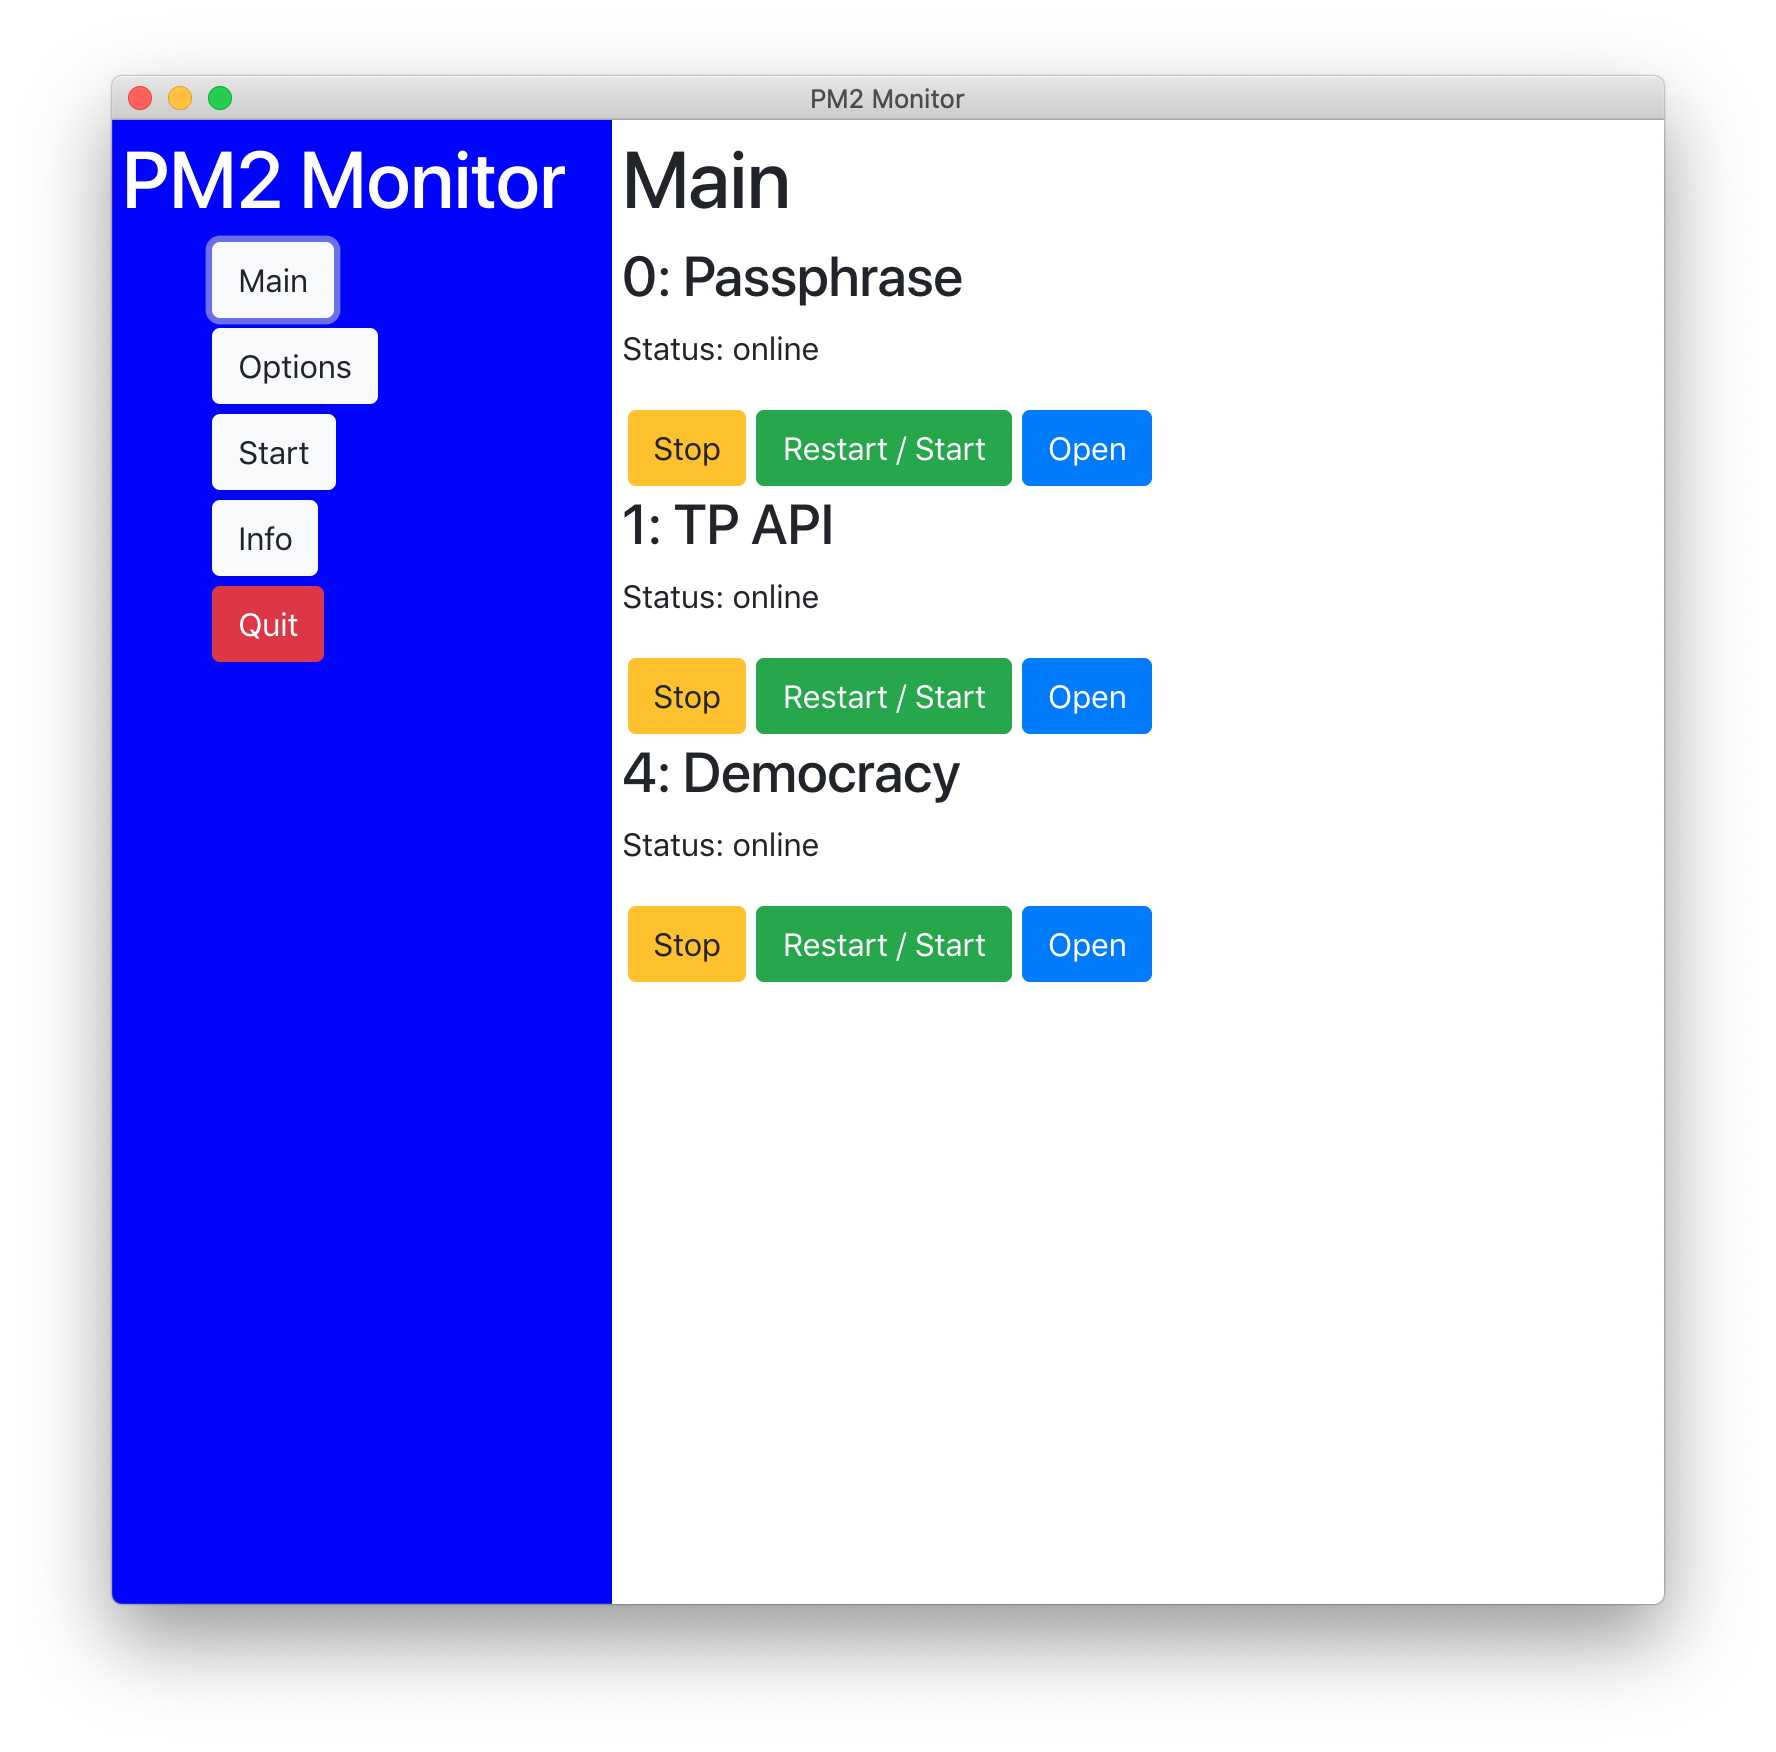 PM2 Monitor
PM2 Monitor
Main
Options
Start
Info
Quit
Main
0: Passphrase
Status: online
Stop Restart / Start Open
1: TP API
Status: online
Stop Restart / Start Open
4: Democracy
Status: online
Stop Restart / Start Open